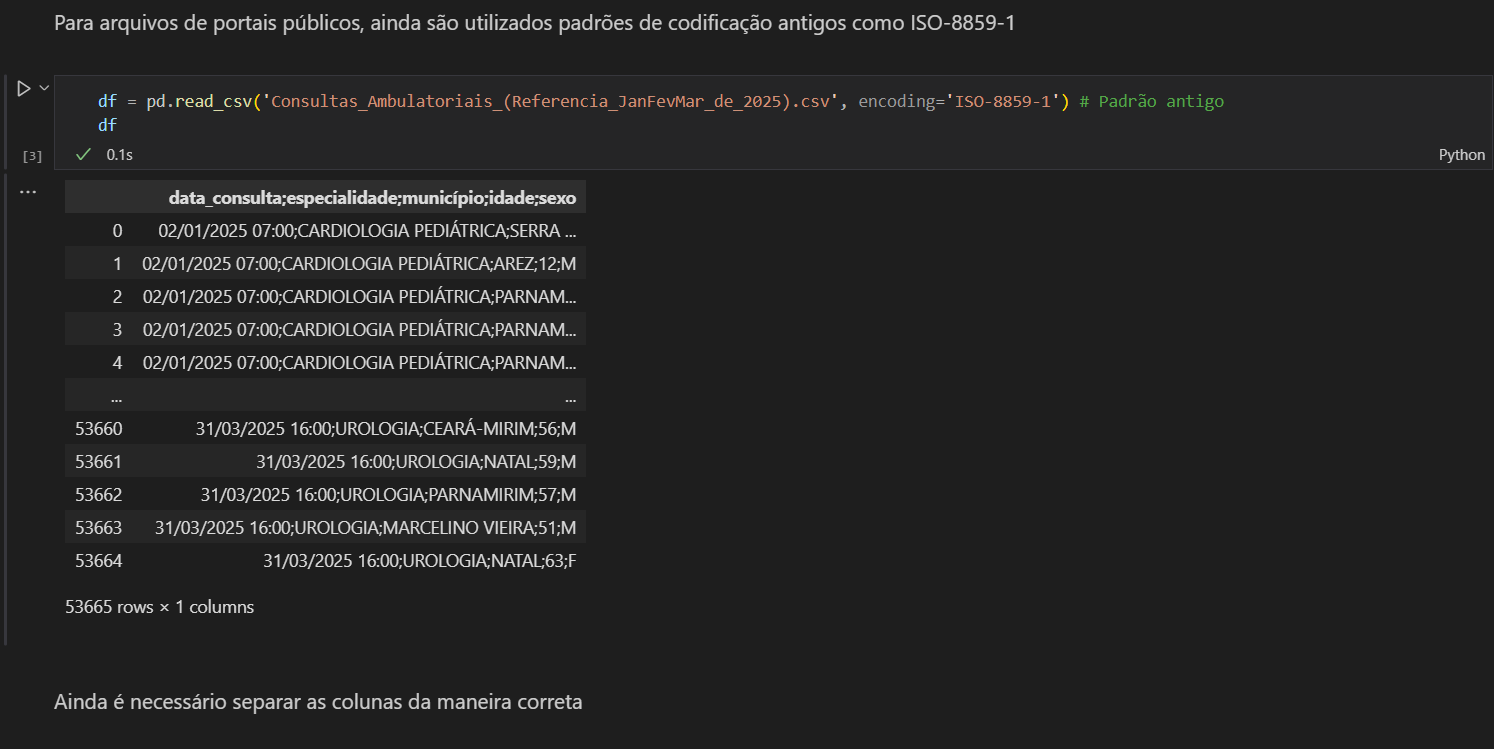 Para arquivos de portais públicos, ainda são utilizados padrões de codificação antigos como ISO-8859-1
df = pd.read_csv('Consultas_Ambulatoriais_(Referencia_JanFevMar_de_2025).csv', encoding='ISO-8859-1') # Padrão antigo
df
[3] 0.1s Python
...
data_consulta;especialidade;município;idade;sexo
0 02/01/2025 07:00;CARDIOLOGIA PEDIÁTRICA;SERRA ...
1 02/01/2025 07:00;CARDIOLOGIA PEDIÁTRICA;AREZ;12;M
2 02/01/2025 07:00;CARDIOLOGIA PEDIÁTRICA;PARNAM...
3 02/01/2025 07:00;CARDIOLOGIA PEDIÁTRICA;PARNAM...
4 02/01/2025 07:00;CARDIOLOGIA PEDIÁTRICA;PARNAM...
... ...
53660 31/03/2025 16:00;UROLOGIA;CEARÁ-MIRIM;56;M
53661 31/03/2025 16:00;UROLOGIA;NATAL;59;M
53662 31/03/2025 16:00;UROLOGIA;PARNAMIRIM;57;M
53663 31/03/2025 16:00;UROLOGIA;MARCELINO VIEIRA;51;M
53664 31/03/2025 16:00;UROLOGIA;NATAL;63;F
53665 rows × 1 columns
Ainda é necessário separar as colunas da maneira correta